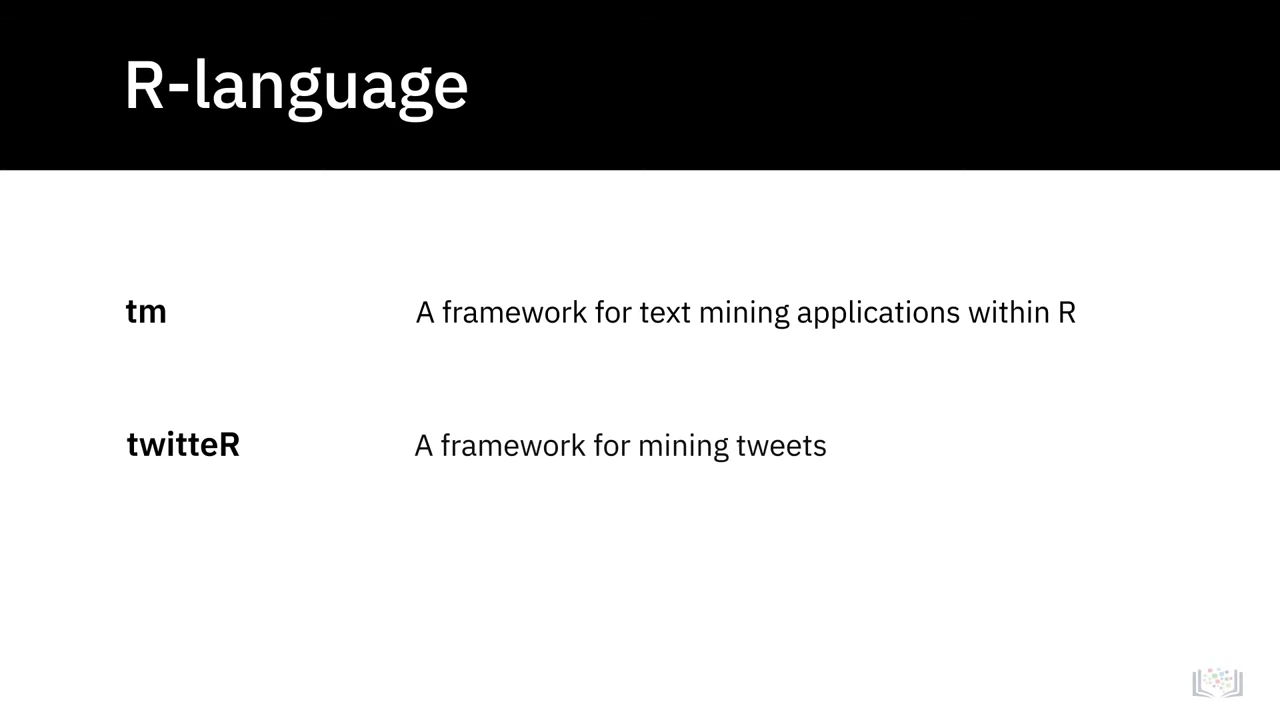 R-language
tm A framework for text mining applications within R
twitteR A framework for mining tweets